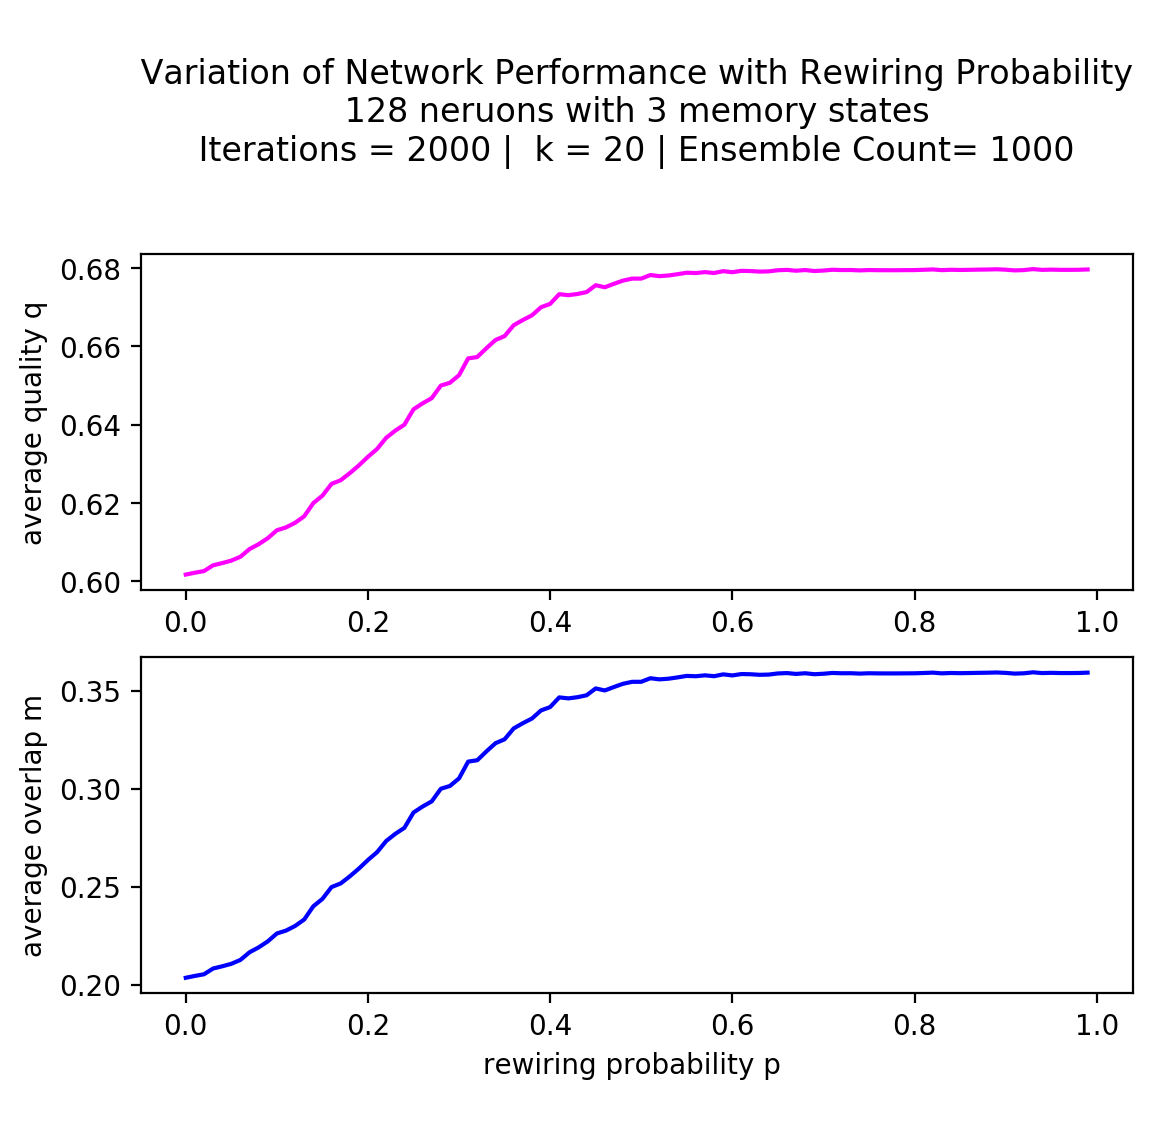 Variation of Network Performance with Rewiring Probability
128 neruons with 3 memory states
Iterations = 2000 |  k = 20 | Ensemble Count= 1000
average quality q
0.68
0.66
0.64
0.62
0.60
0.0 0.2 0.4 0.6 0.8 1.0
average overlap m
0.35
0.30
0.25
0.20
0.0 0.2 0.4 0.6 0.8 1.0
rewiring probability p